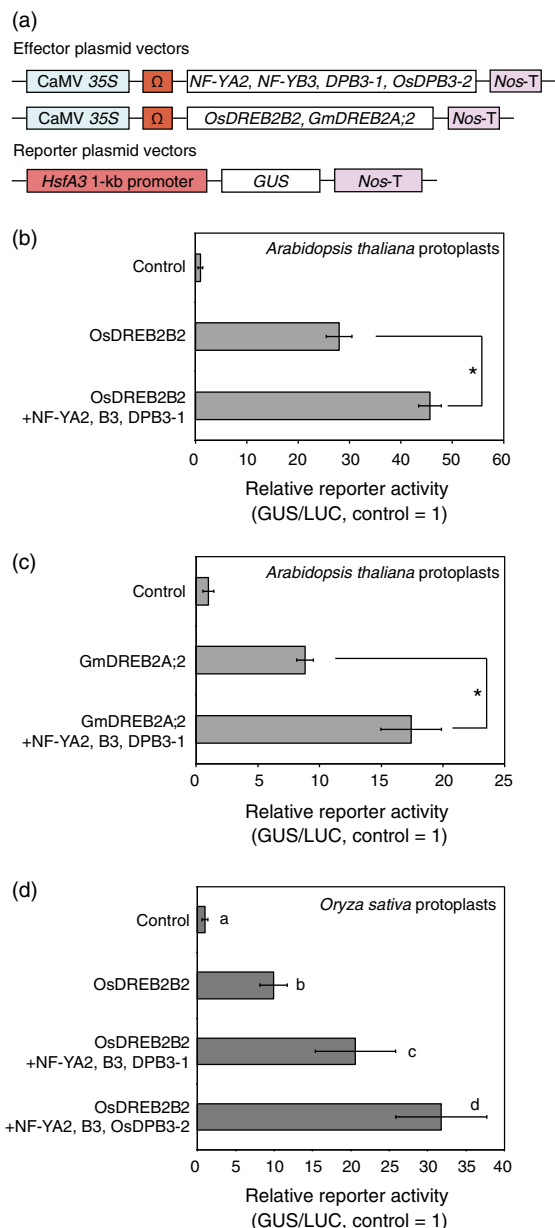 (a)
Effector plasmid vectors
CaMV 35S Ω NF-YA2, NF-YB3, DPB3-1, OsDPB3-2 Nos-T
CaMV 35S Ω OsDREB2B2, GmDREB2A;2 Nos-T
Reporter plasmid vectors
HsfA3 1-kb promoter GUS Nos-T
(b)
Arabidopsis thaliana protoplasts
Control
OsDREB2B2
*
OsDREB2B2
+NF-YA2, B3, DPB3-1
0 10 20 30 40 50 60
Relative reporter activity
(GUS/LUC, control = 1)
(c)
Arabidopsis thaliana protoplasts
Control
GmDREB2A;2
*
GmDREB2A;2
+NF-YA2, B3, DPB3-1
0 5 10 15 20 25
Relative reporter activity
(GUS/LUC, control = 1)
(d)
Oryza sativa protoplasts
Control a
OsDREB2B2 b
OsDREB2B2
+NF-YA2, B3, DPB3-1 c
OsDREB2B2 d
+NF-YA2, B3, OsDPB3-2
0 5 10 15 20 25 30 35 40
Relative reporter activity
(GUS/LUC, control = 1)